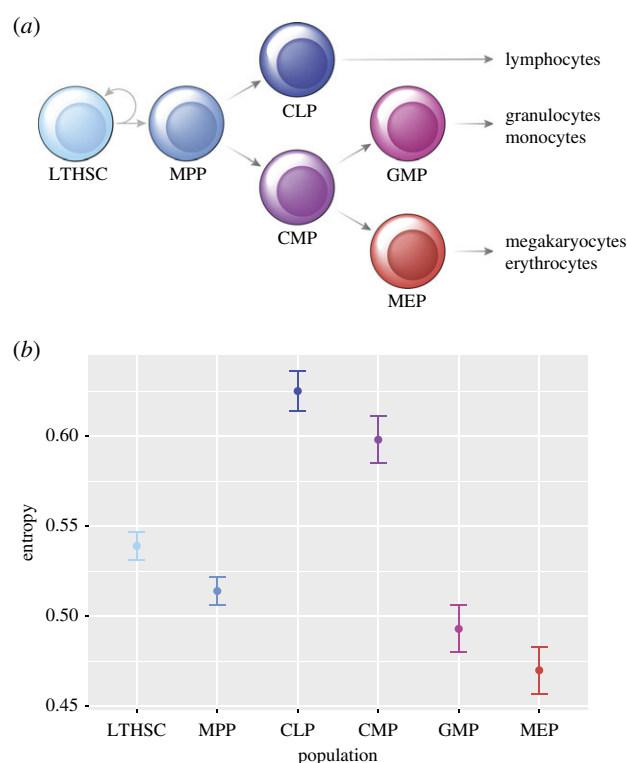 (a)
lymphocytes
CLP
granulocytes
monocytes
LTHSC
MPP
GMP
CMP
megakaryocytes
erythrocytes
MEP
(b)
0.60
0.55
0.50
0.45
entropy
LTHSC MPP CLP CMP GMP MEP
population